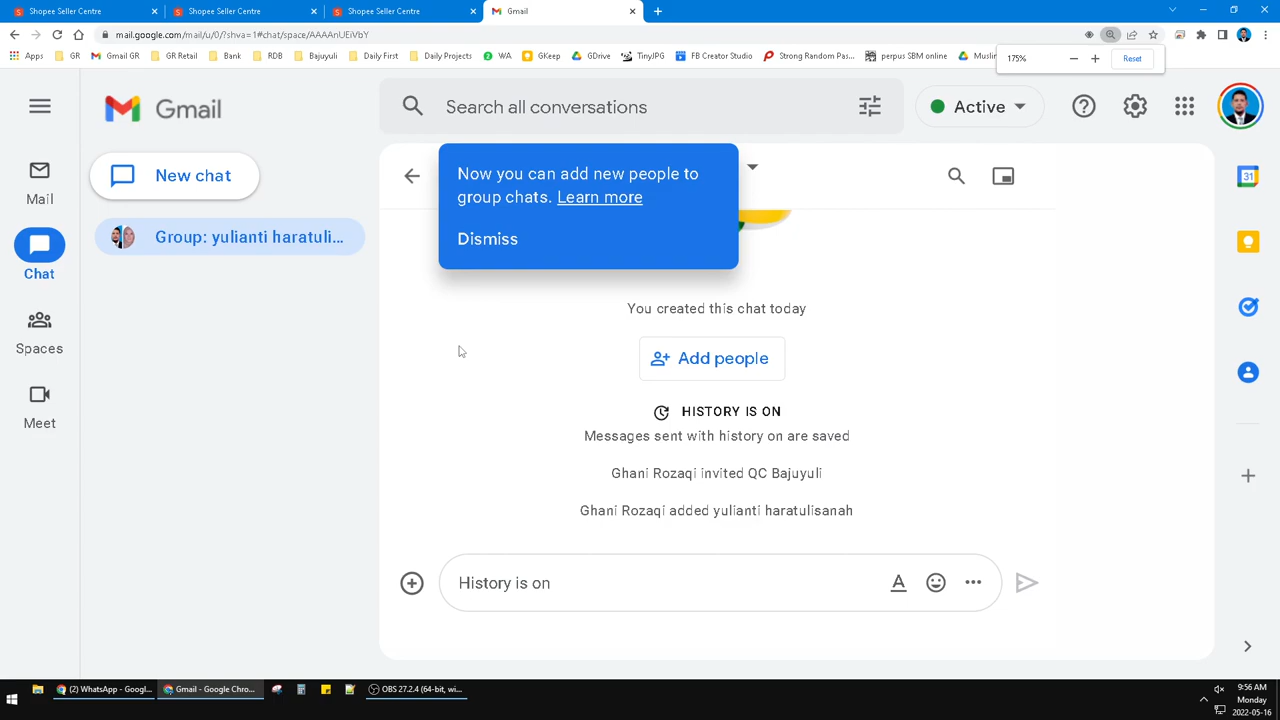 Shopee Seller Centre
Shopee Seller Centre
Shopee Seller Centre
Gmail
mail.google.com/mail/u/0/?shva=1#chat/space/AAAAnUEiVbY
Apps
GR
Gmail GR
GR Retail
Bank
RDB
Bajuyuli
Daily First
Daily Projects
WA
GKeep
GDrive
TinyJPG
FB Creator Studio
Strong Random Pas...
perpus SBM online
175%
Reset
Gmail
Search all conversations
Active
Mail
Chat
Spaces
Meet
New chat
Group: yulianti haratuli...
Now you can add new people to
group chats. Learn more
Dismiss
You created this chat today
Add people
HISTORY IS ON
Messages sent with history on are saved
Ghani Rozaqi invited QC Bajuyuli
Ghani Rozaqi added yulianti haratulisanah
History is on
31
(2) WhatsApp - Googl...
Gmail - Google Chro...
OBS 27.2.4 (64-bit, wi...
9:56 AM
Monday
2022-05-16